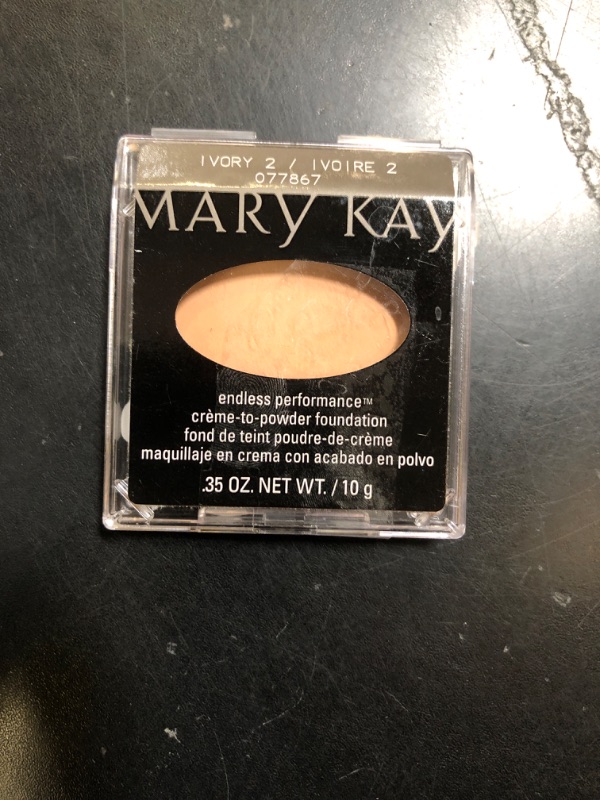 IVORY 2 / IVOIRE 2
077867
MARY KAY
endless performance™
crème-to-powder foundation
fond de teint poudre-de-crème
maquillaje en crema con acabado en polvo
.35 OZ. NET WT. / 10 g